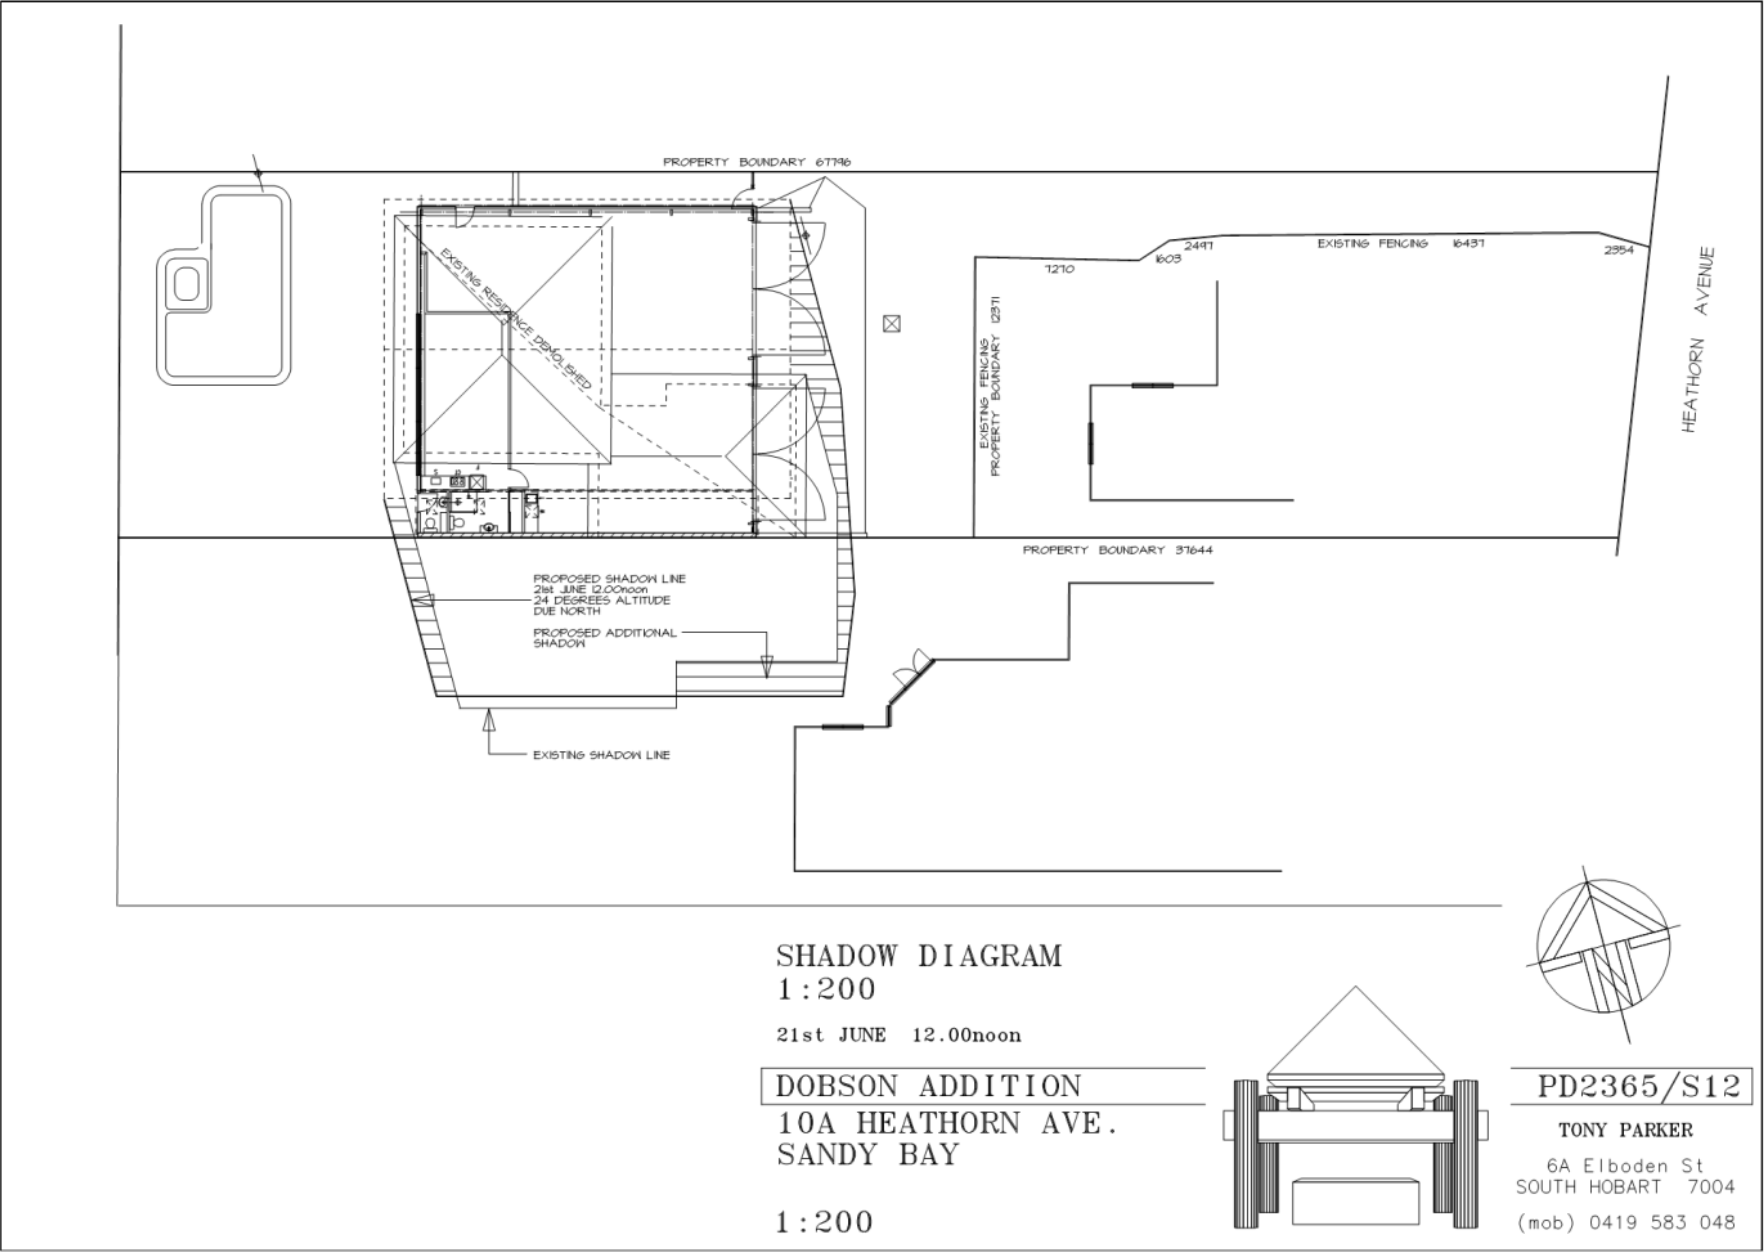 PROPERTY BOUNDARY 67796
EXISTING RESIDENCE DEMOLISHED
2497
1603
7270
EXISTING FENCING 16437
2354
HEATHORN AVENUE
EXISTING FENCING
PROPERTY BOUNDARY 12371
PROPERTY BOUNDARY 37644
PROPOSED SHADOW LINE
21st JUNE 12.00noon
24 DEGREES ALTITUDE
DUE NORTH
PROPOSED ADDITIONAL
SHADOW
EXISTING SHADOW LINE
SHADOW DIAGRAM
1:200
21st JUNE 12.00noon
DOBSON ADDITION
10A HEATHORN AVE.
SANDY BAY
1:200
PD2365/S12
TONY PARKER
6A Elboden St
SOUTH HOBART 7004
(mob) 0419 583 048